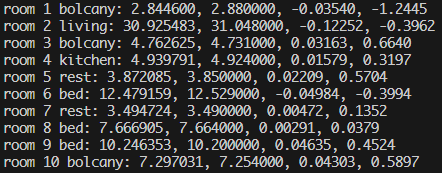 room 1 bolcany: 2.844600, 2.880000, -0.03540, -1.2445
room 2 living: 30.925483, 31.048000, -0.12252, -0.3962
room 3 bolcany: 4.762625, 4.731000, 0.03163, 0.6640
room 4 kitchen: 4.939791, 4.924000, 0.01579, 0.3197
room 5 rest: 3.872085, 3.850000, 0.02209, 0.5704
room 6 bed: 12.479159, 12.529000, -0.04984, -0.3994
room 7 rest: 3.494724, 3.490000, 0.00472, 0.1352
room 8 bed: 7.666905, 7.664000, 0.00291, 0.0379
room 9 bed: 10.246353, 10.200000, 0.04635, 0.4524
room 10 bolcany: 7.297031, 7.254000, 0.04303, 0.5897